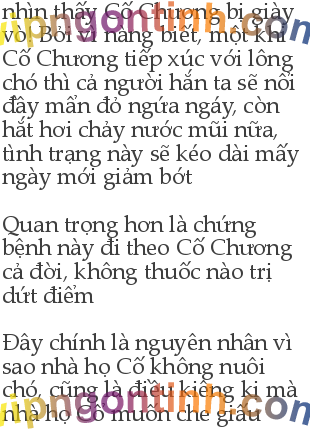 nhìn thấy Cố Chương bị giày
vò. Bởi vì nàng biết, một khi
Cố Chương tiếp xúc với lông
chó thì cả người hắn ta sẽ nổi
đầy mẩn đỏ ngứa ngáy, còn
hắt hơi chảy nước mũi nữa,
tình trạng này sẽ kéo dài mấy
ngày mới giảm bớt
Quan trọng hơn là chứng
bệnh này đi theo Cố Chương
cả đời, không thuốc nào trị
dứt điểm
Đây chính là nguyên nhân vì
sao nhà họ Cố không nuôi
chó, cũng là điều kiêng kị mà
nhà họ Cố muốn che giấu
vipngontinh.com
vipngontinh.com